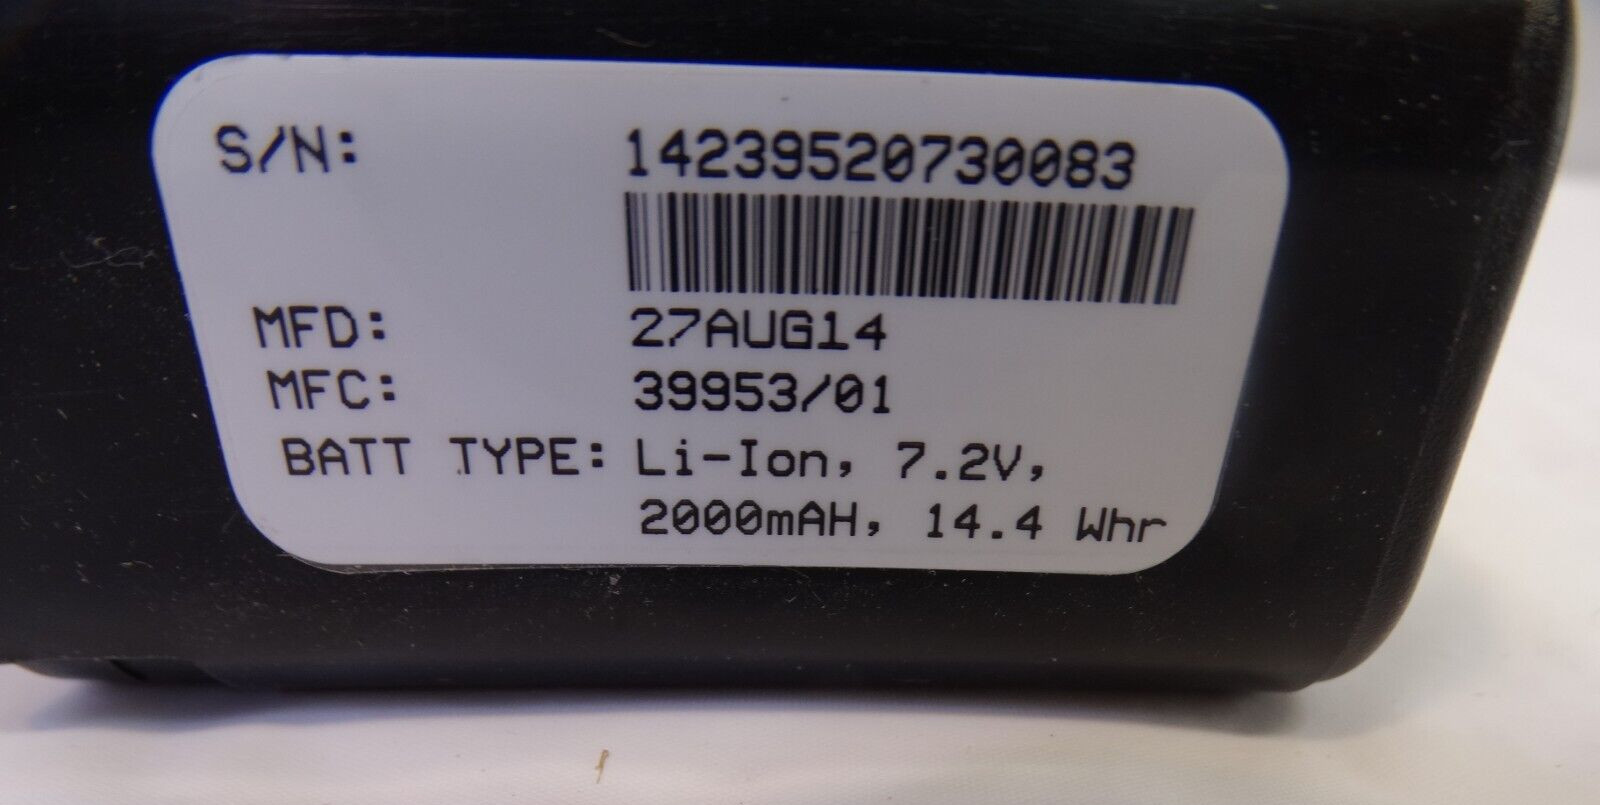 S/N: 14239520730083
MFD: 27AUG14
MFC: 39953/01
BATT TYPE: Li-Ion, 7.2V,
2000mAH, 14.4 Whr